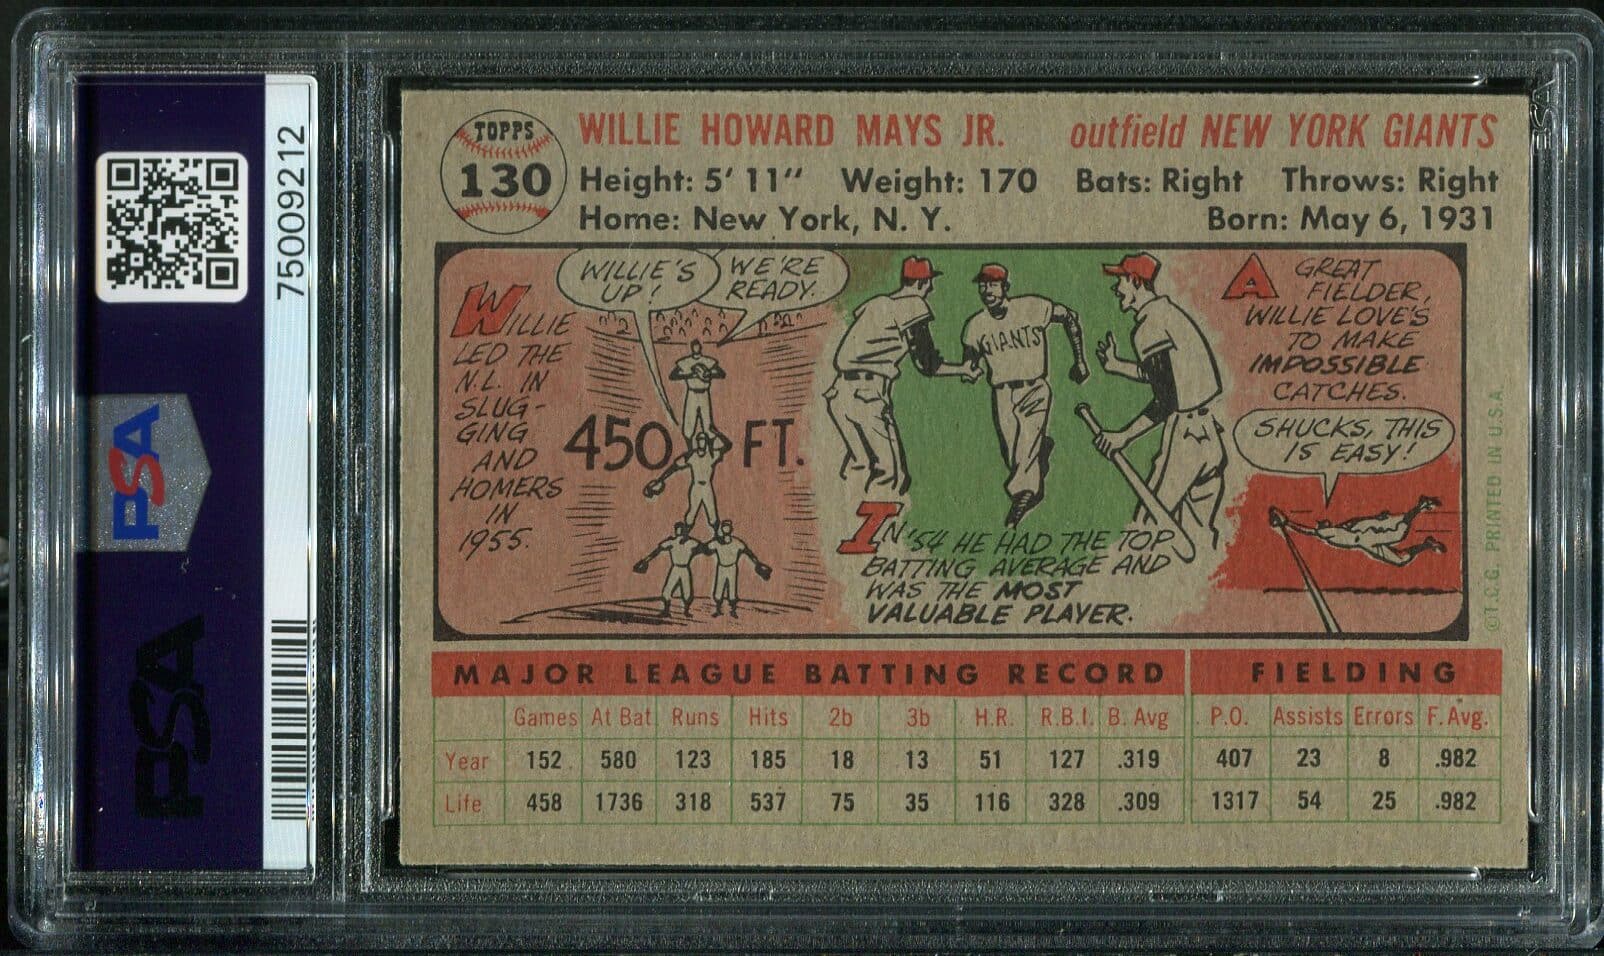 75009212
PSA
PSA
TOPPS
130
WILLIE HOWARD MAYS JR. outfield NEW YORK GIANTS
Height: 5' 11" Weight: 170 Bats: Right Throws: Right
Home: New York, N. Y. Born: May 6, 1931
WILLIE
LED THE
N.L. IN
SLUG-
GING
AND
HOMERS
IN
1955.
WILLIE'S
UP!
WE'RE
READY.
450 FT.
GIANTS
IN '54 HE HAD THE TOP
BATTING AVERAGE AND
WAS THE MOST
VALUABLE PLAYER.
A GREAT
FIELDER,
WILLIE LOVE'S
TO MAKE
IMPOSSIBLE
CATCHES.
SHUCKS, THIS
IS EASY!
©T.C.G. PRINTED IN U.S.A.
MAJOR LEAGUE BATTING RECORD FIELDING
Games At Bat Runs Hits 2b 3b H.R. R.B.I. B. Avg P.O. Assists Errors F. Avg.
Year 152 580 123 185 18 13 51 127 .319 407 23 8 .982
Life 458 1736 318 537 75 35 116 328 .309 1317 54 25 .982
PSA